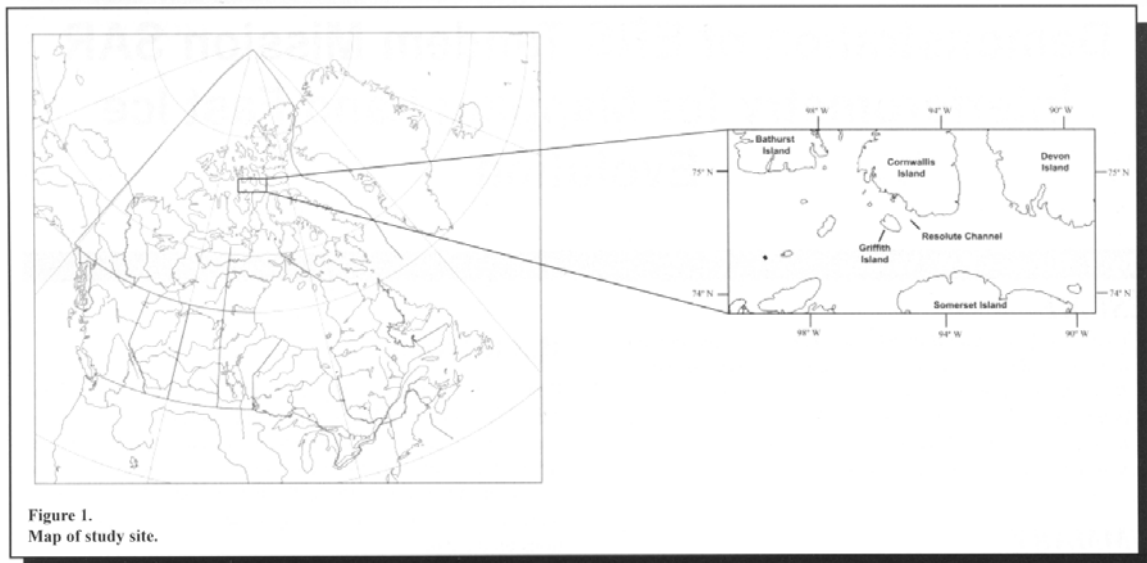 98° W 94° W 90° W
Bathurst
Island
Cornwallis
Island
Devon
Island
75° N 75° N
Resolute Channel
Griffith
Island
74° N 74° N
Somerset Island
98° W 94° W 90° W
Figure 1.
Map of study site.